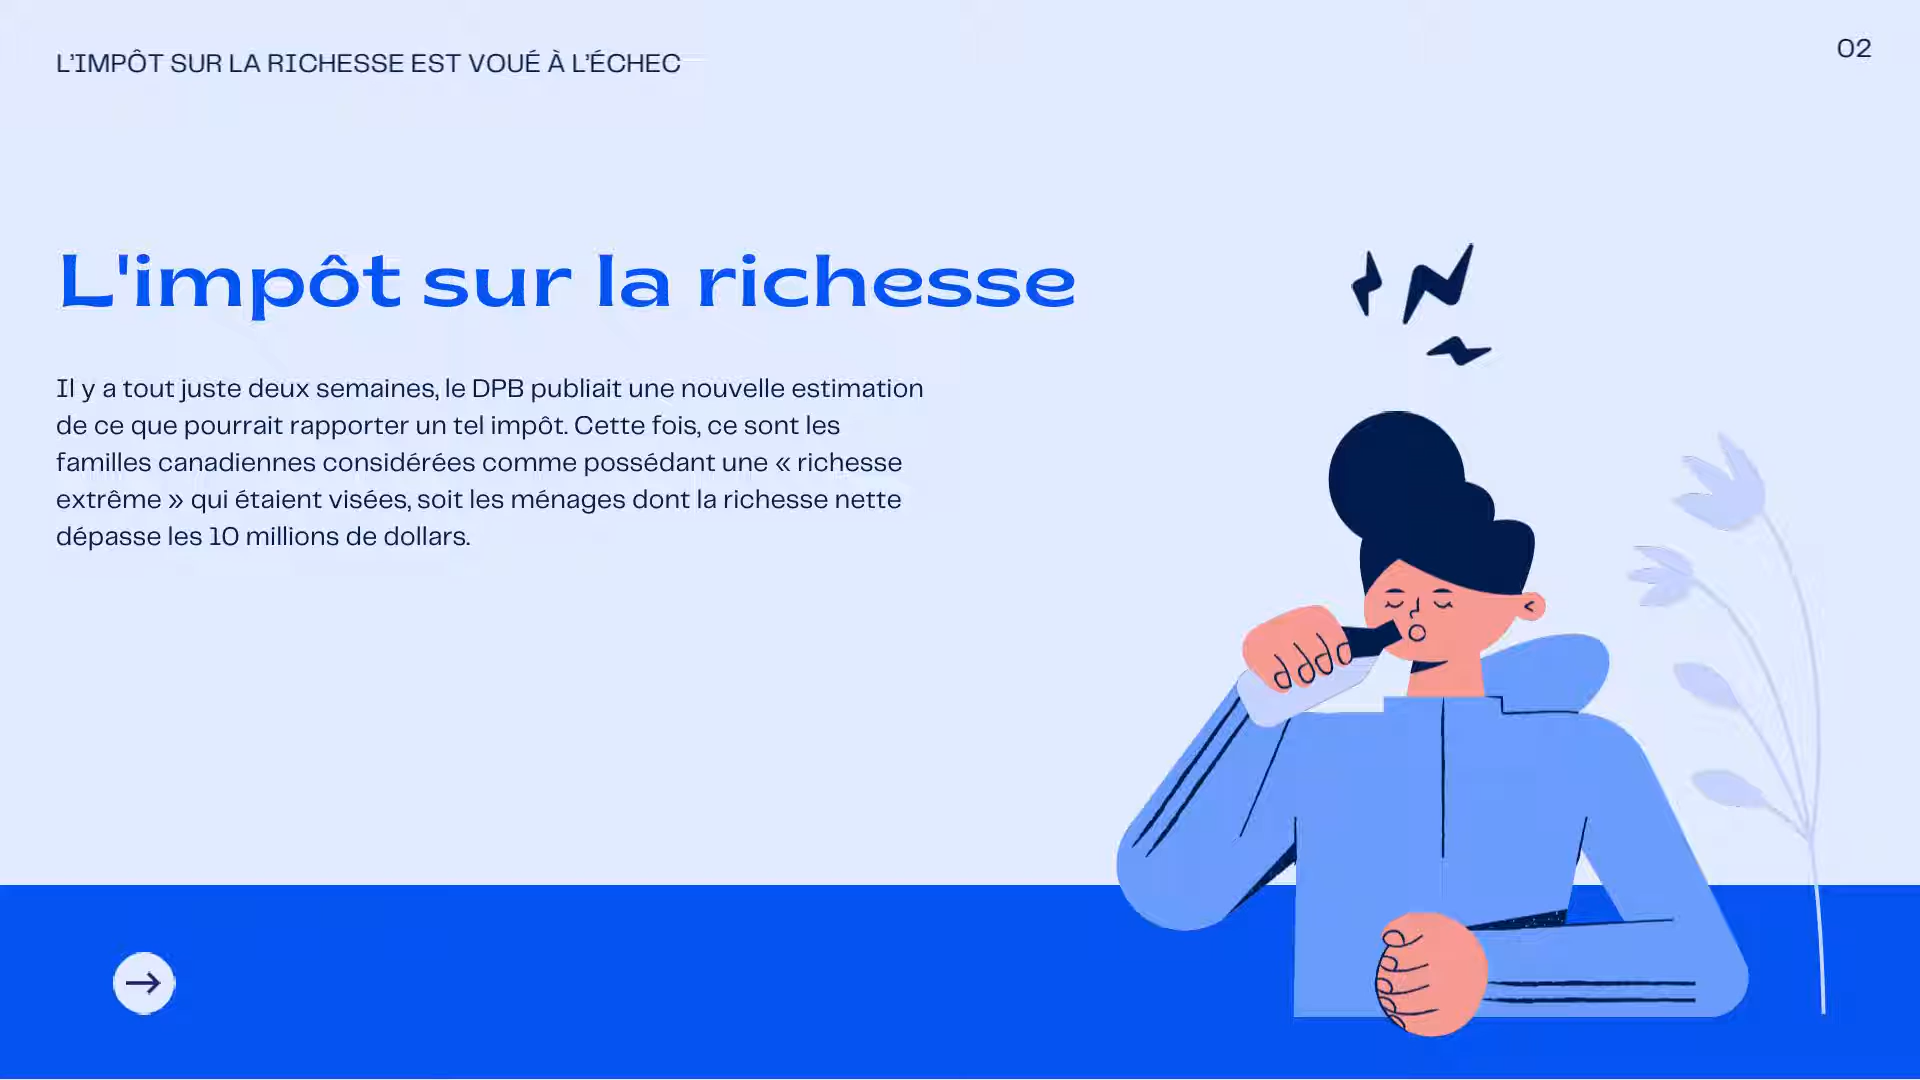 L’IMPÔT SUR LA RICHESSE EST VOUÉ À L’ÉCHEC
02
L'impôt sur la richesse
Il y a tout juste deux semaines, le DPB publiait une nouvelle estimation
de ce que pourrait rapporter un tel impôt. Cette fois, ce sont les
familles canadiennes considérées comme possédant une « richesse
extrême » qui étaient visées, soit les ménages dont la richesse nette
dépasse les 10 millions de dollars.